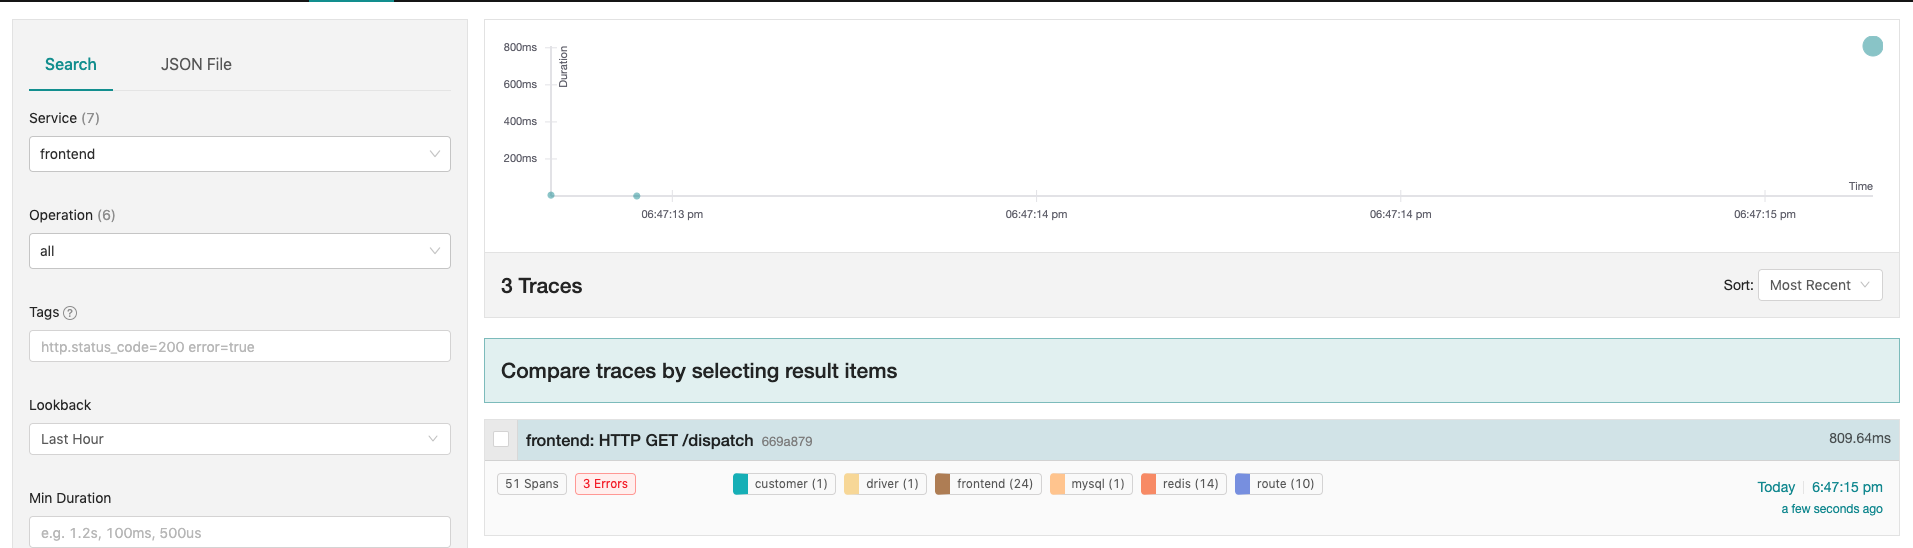 Search
JSON File
Service (7)
frontend
Operation (6)
all
Tags ?
http.status_code=200 error=true
Lookback
Last Hour
Min Duration
e.g. 1.2s, 100ms, 500us
800ms
600ms
400ms
200ms
Duration
Time
06:47:13 pm
06:47:14 pm
06:47:14 pm
06:47:15 pm
3 Traces
Sort: Most Recent
Compare traces by selecting result items
frontend: HTTP GET /dispatch 669a879
809.64ms
51 Spans
3 Errors
customer (1)
driver (1)
frontend (24)
mysql (1)
redis (14)
route (10)
Today 6:47:15 pm
a few seconds ago